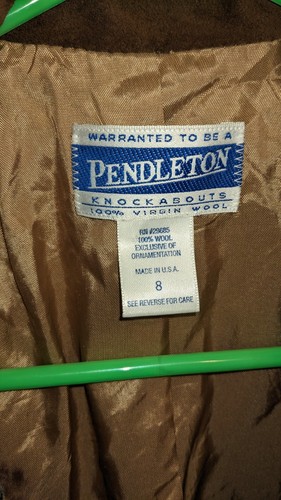 WARRANTED TO BE A
PENDLETON
KNOCKABOUTS
100% VIRGIN WOOL
RN #29685
100% WOOL
EXCLUSIVE OF
ORNAMENTATION
MADE IN U.S.A.
8
SEE REVERSE FOR CARE